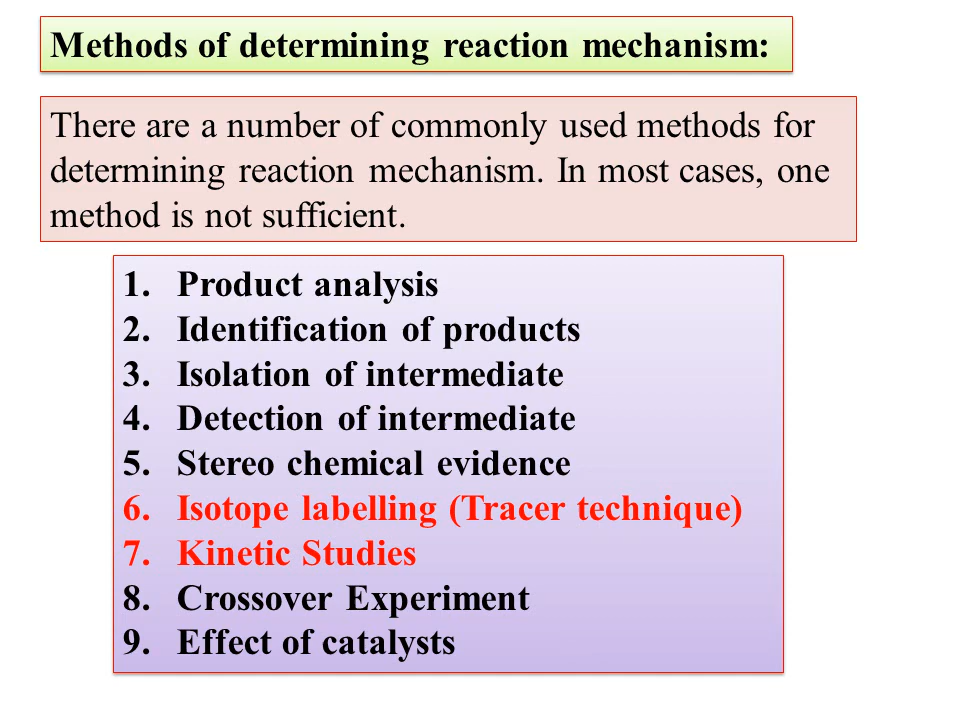 Methods of determining reaction mechanism:
There are a number of commonly used methods for
determining reaction mechanism. In most cases, one
method is not sufficient.
1. Product analysis
2. Identification of products
3. Isolation of intermediate
4. Detection of intermediate
5. Stereo chemical evidence
6. Isotope labelling (Tracer technique)
7. Kinetic Studies
8. Crossover Experiment
9. Effect of catalysts